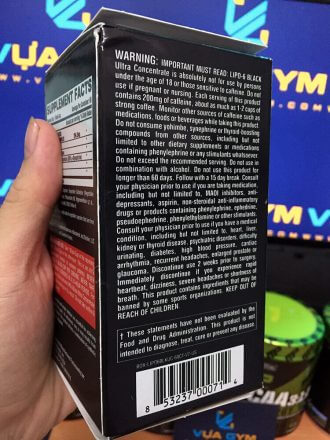 VỰA GYM
SUPPLEMENT FACTS
WARNING: IMPORTANT MUST READ: LIPO-6 BLACK
Ultra Concentrate is absolutely not for use by persons
under the age of 18 or those sensitive to caffeine. Do not
use if pregnant or nursing. Each serving of this product
contains 200mg of caffeine, about as much as 1-2 cups of
strong coffee. Monitor other sources of caffeine such as
medications, foods or beverages while taking this product.
Do not consume yohimbe, synephrine or thyroid-boosting
compounds from other sources, including but not
limited to other dietary supplements or medications
containing phenylephrine or any stimulants whatsoever.
Do not exceed the recommended serving. Do not use in
combination with alcohol. Do not use this product for
longer than 60 days. Follow with a 15 day break. Consult
your physician prior to use if you are taking medication,
including but not limited to, MAOI inhibitors, anti-
depressants, aspirin, non-steroidal anti-inflammatory
drugs or products containing phenylephrine, ephedrine,
pseudoephedrine, phenylethylamine or other stimulants.
Consult your physician prior to use if you have a medical
condition, including but not limited to, heart, liver,
kidney or thyroid disease, psychiatric disorders, difficulty
urinating, diabetes, high blood pressure, cardiac
arrhythmia, recurrent headaches, enlarged prostate or
glaucoma. Discontinue use 2 weeks prior to surgery.
Immediately discontinue if you experience rapid
heartbeat, dizziness, severe headaches or shortness of
breath. This product contains ingredients that may be
banned by some sports organizations. KEEP OUT OF
REACH OF CHILDREN.
† These statements have not been evaluated by the
Food and Drug Administration. This product is not
intended to diagnose, treat, cure or prevent any disease.
8 53237 00071 4
VỰA GYM